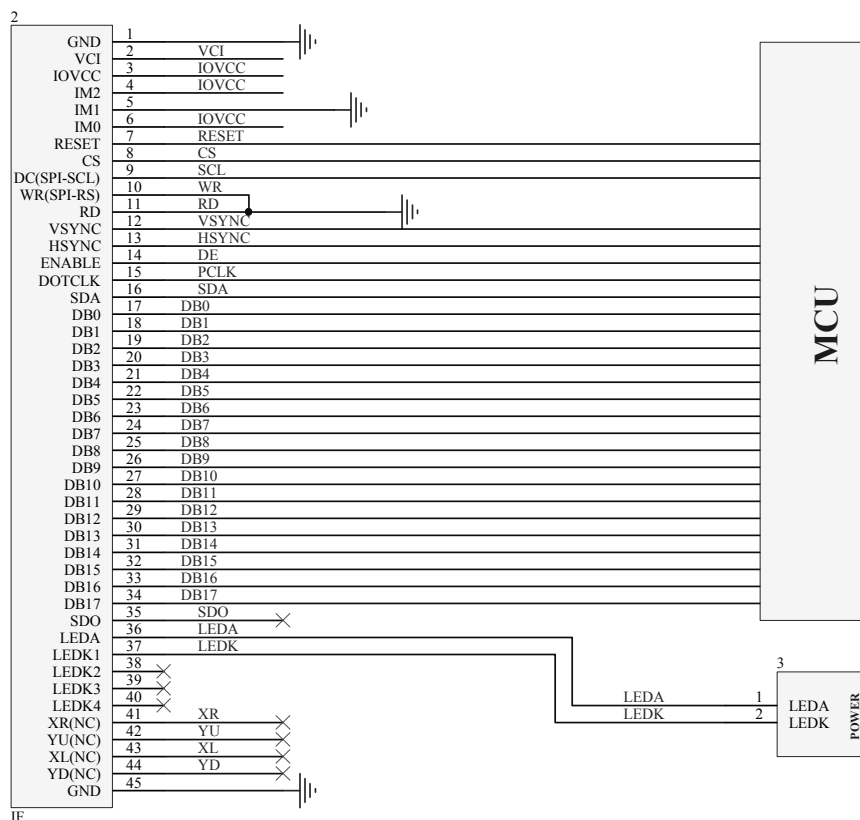 2
GND 1
VCI 2 VCI
IOVCC 3 IOVCC
IM2 4 IOVCC
IM1 5
IM0 6 IOVCC
RESET 7 RESET
CS 8 CS
DC(SPI-SCL) 9 SCL
WR(SPI-RS) 10 WR
RD 11 RD
VSYNC 12 VSYNC
HSYNC 13 HSYNC
ENABLE 14 DE
DOTCLK 15 PCLK
SDA 16 SDA
DB0 17 DB0
DB1 18 DB1
DB2 19 DB2
DB3 20 DB3
DB4 21 DB4
DB5 22 DB5
DB6 23 DB6
DB7 24 DB7
DB8 25 DB8
DB9 26 DB9
DB10 27 DB10
DB11 28 DB11
DB12 29 DB12
DB13 30 DB13
DB14 31 DB14
DB15 32 DB15
DB16 33 DB16
DB17 34 DB17
SDO 35 SDO
LEDA 36 LEDA
LEDK1 37 LEDK
LEDK2 38
LEDK3 39
LEDK4 40
XR(NC) 41 XR
YU(NC) 42 YU
XL(NC) 43 XL
YD(NC) 44 YD
GND 45
MCU
3
LEDA 1 LEDA
LEDK 2 LEDK
POWER